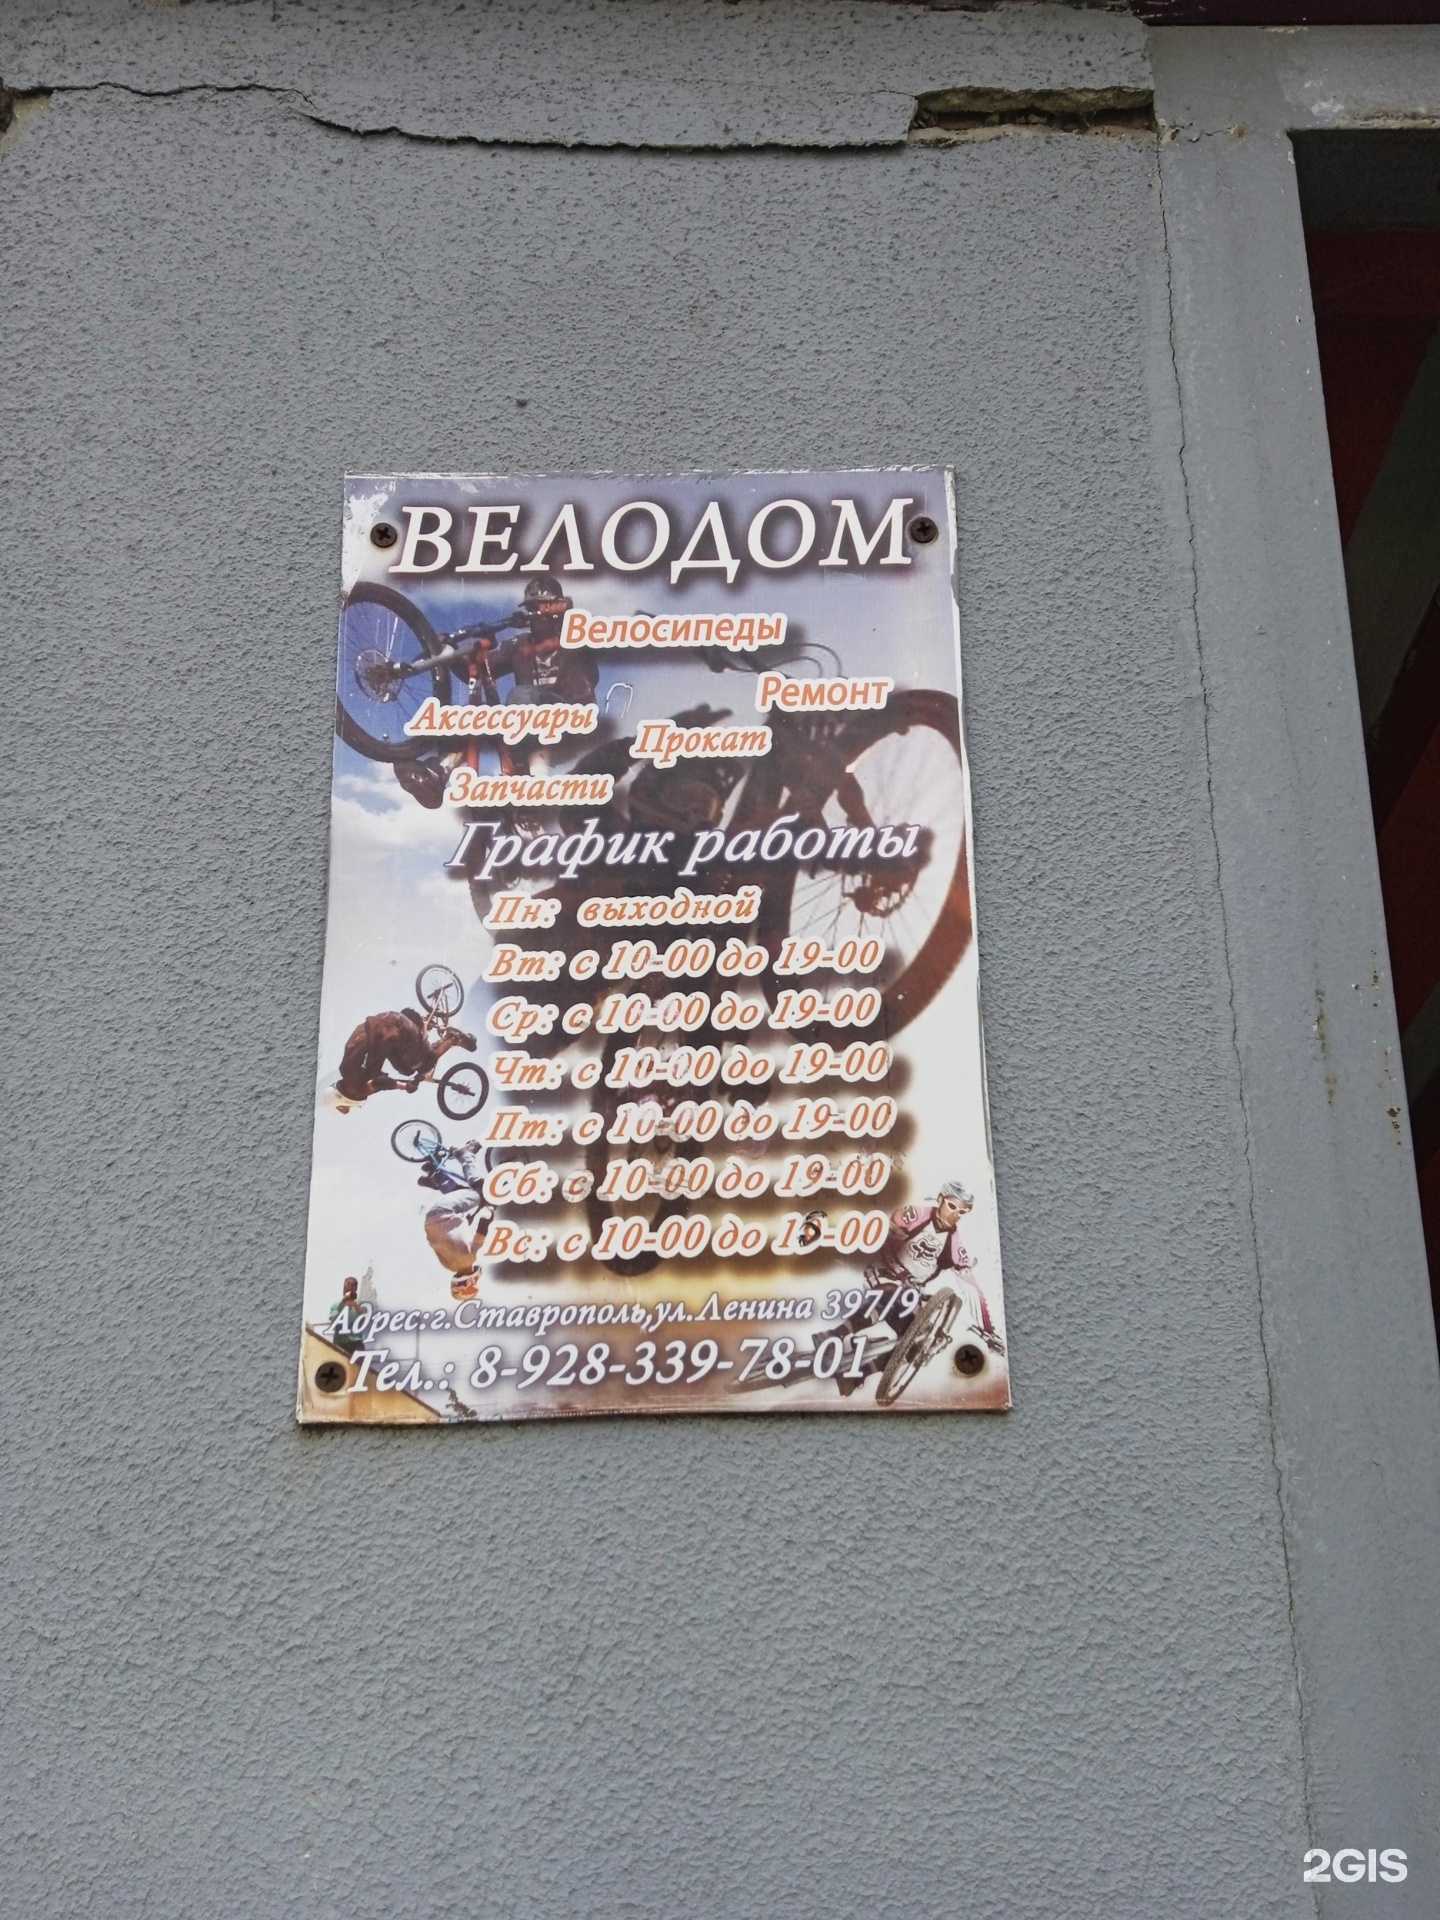 ВЕЛОДОМ
Велосипеды
Ремонт
Аксессуары
Прокат
Запчасти
График работы
Пн: выходной
Вт: с 10-00 до 19-00
Ср: с 10-00 до 19-00
Чт: с 10-00 до 19-00
Пт: с 10-00 до 19-00
Сб: с 10-00 до 19-00
Вс: с 10-00 до 19-00
Адрес:г.Ставрополь,ул.Ленина 397/9
Тел.: 8-928-339-78-01
2GIS